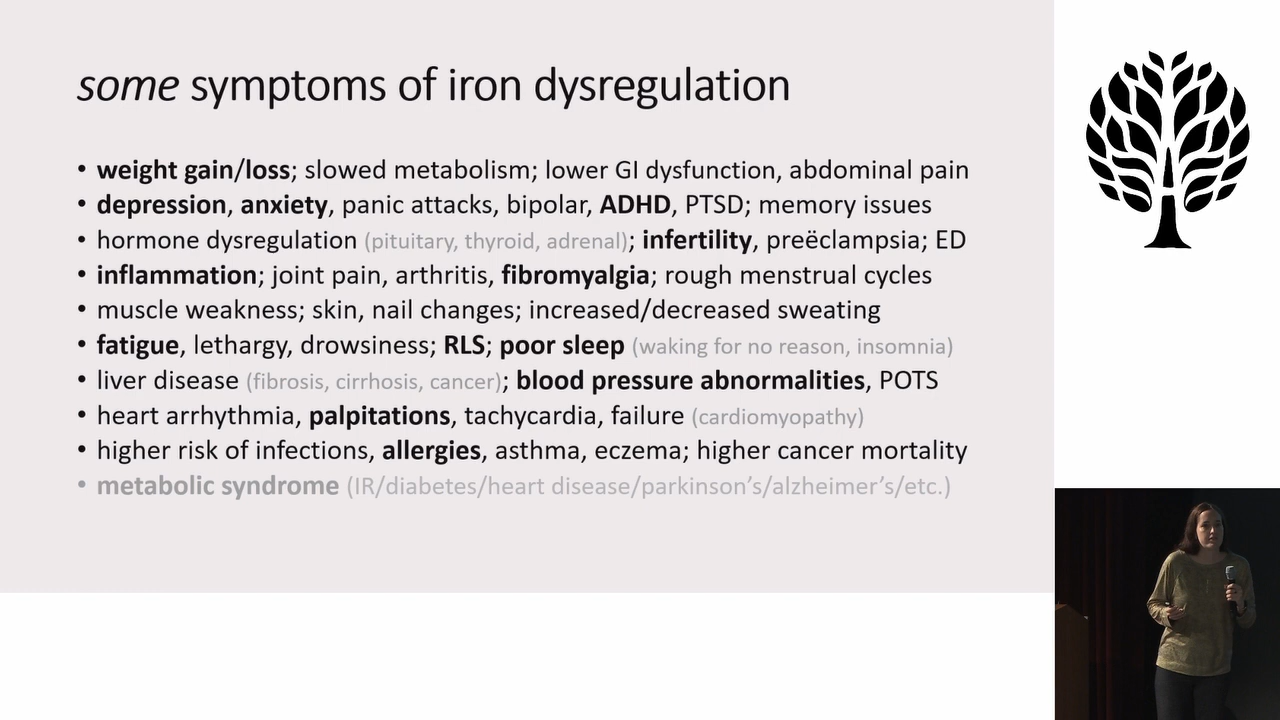 some symptoms of iron dysregulation
• weight gain/loss; slowed metabolism; lower GI dysfunction, abdominal pain
• depression, anxiety, panic attacks, bipolar, ADHD, PTSD; memory issues
• hormone dysregulation (pituitary, thyroid, adrenal); infertility, preëclampsia; ED
• inflammation; joint pain, arthritis, fibromyalgia; rough menstrual cycles
• muscle weakness; skin, nail changes; increased/decreased sweating
• fatigue, lethargy, drowsiness; RLS; poor sleep (waking for no reason, insomnia)
• liver disease (fibrosis, cirrhosis, cancer); blood pressure abnormalities, POTS
• heart arrhythmia, palpitations, tachycardia, failure (cardiomyopathy)
• higher risk of infections, allergies, asthma, eczema; higher cancer mortality
• metabolic syndrome (IR/diabetes/heart disease/parkinson's/alzheimer's/etc.)